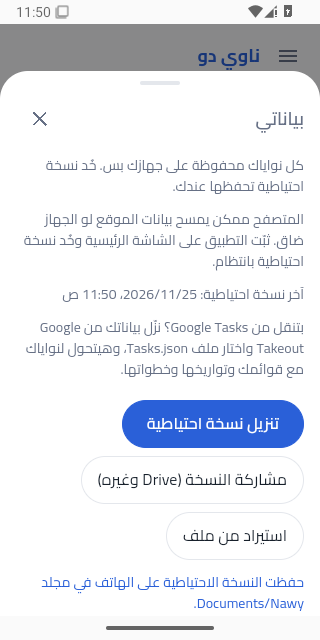 11:50
ناوي دو
بياناتي
كل نواياك محفوظة على جهازك بس. خُد نسخة
احتياطية تحفظها عندك.
المتصفح ممكن يمسح بيانات الموقع لو الجهاز
ضاق. ثبّت التطبيق على الشاشة الرئيسية وخُد نسخة
احتياطية بانتظام.
آخر نسخة احتياطية: 2026/11/25، 11:50 ص
بتنقل من Google Tasks؟ نزّل بياناتك من Google
Takeout واختار ملف Tasks.json، وهيتحول لنواياك
مع قوائمك وتواريخها وخطواتها.
تنزيل نسخة احتياطية
مشاركة النسخة (Drive وغيره)
استيراد من ملف
حفظت النسخة الاحتياطية على الهاتف في مجلد
Documents/Nawy.